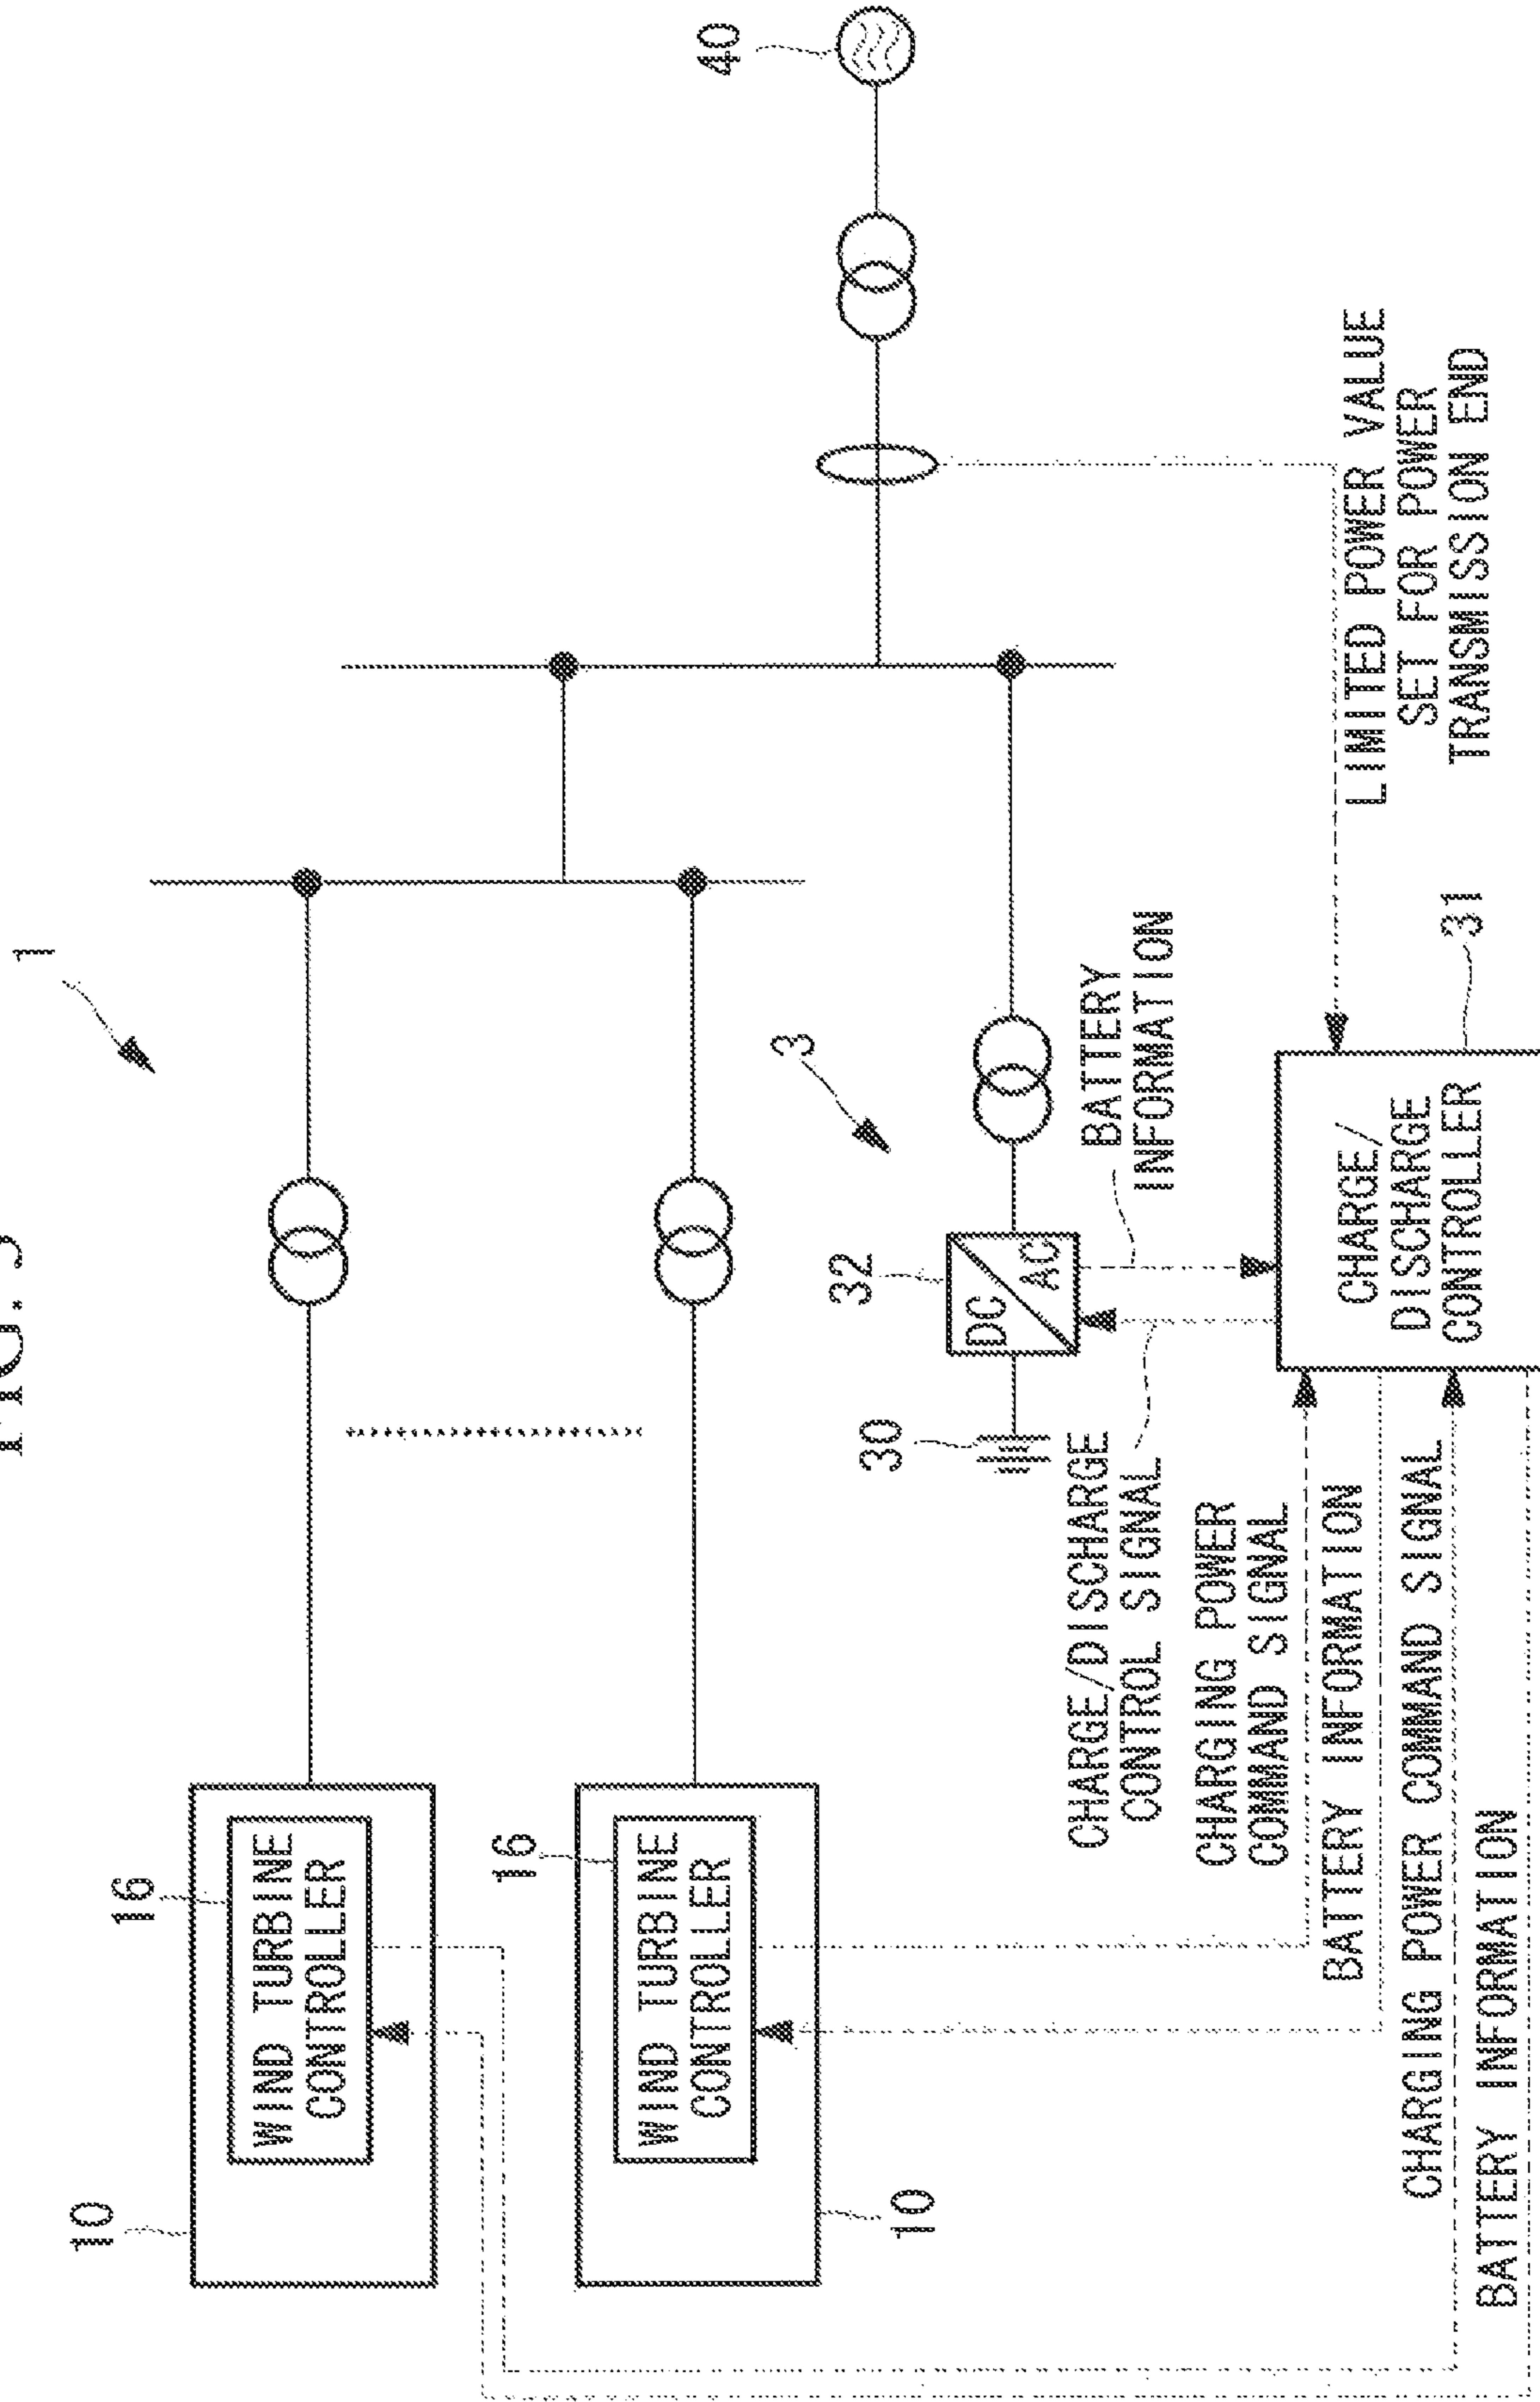 FIG. 3
1
40
10
16
WIND TURBINE
CONTROLLER
16
WIND TURBINE
CONTROLLER
10
3
32
30
DC
AC
BATTERY
INFORMATION
CHARGE/DISCHARGE
CONTROL SIGNAL
CHARGING POWER
COMMAND SIGNAL
BATTERY INFORMATION
CHARGING POWER COMMAND SIGNAL
BATTERY INFORMATION
CHARGE/
DISCHARGE
CONTROLLER
31
LIMITED POWER VALUE
SET FOR POWER
TRANSMISSION END